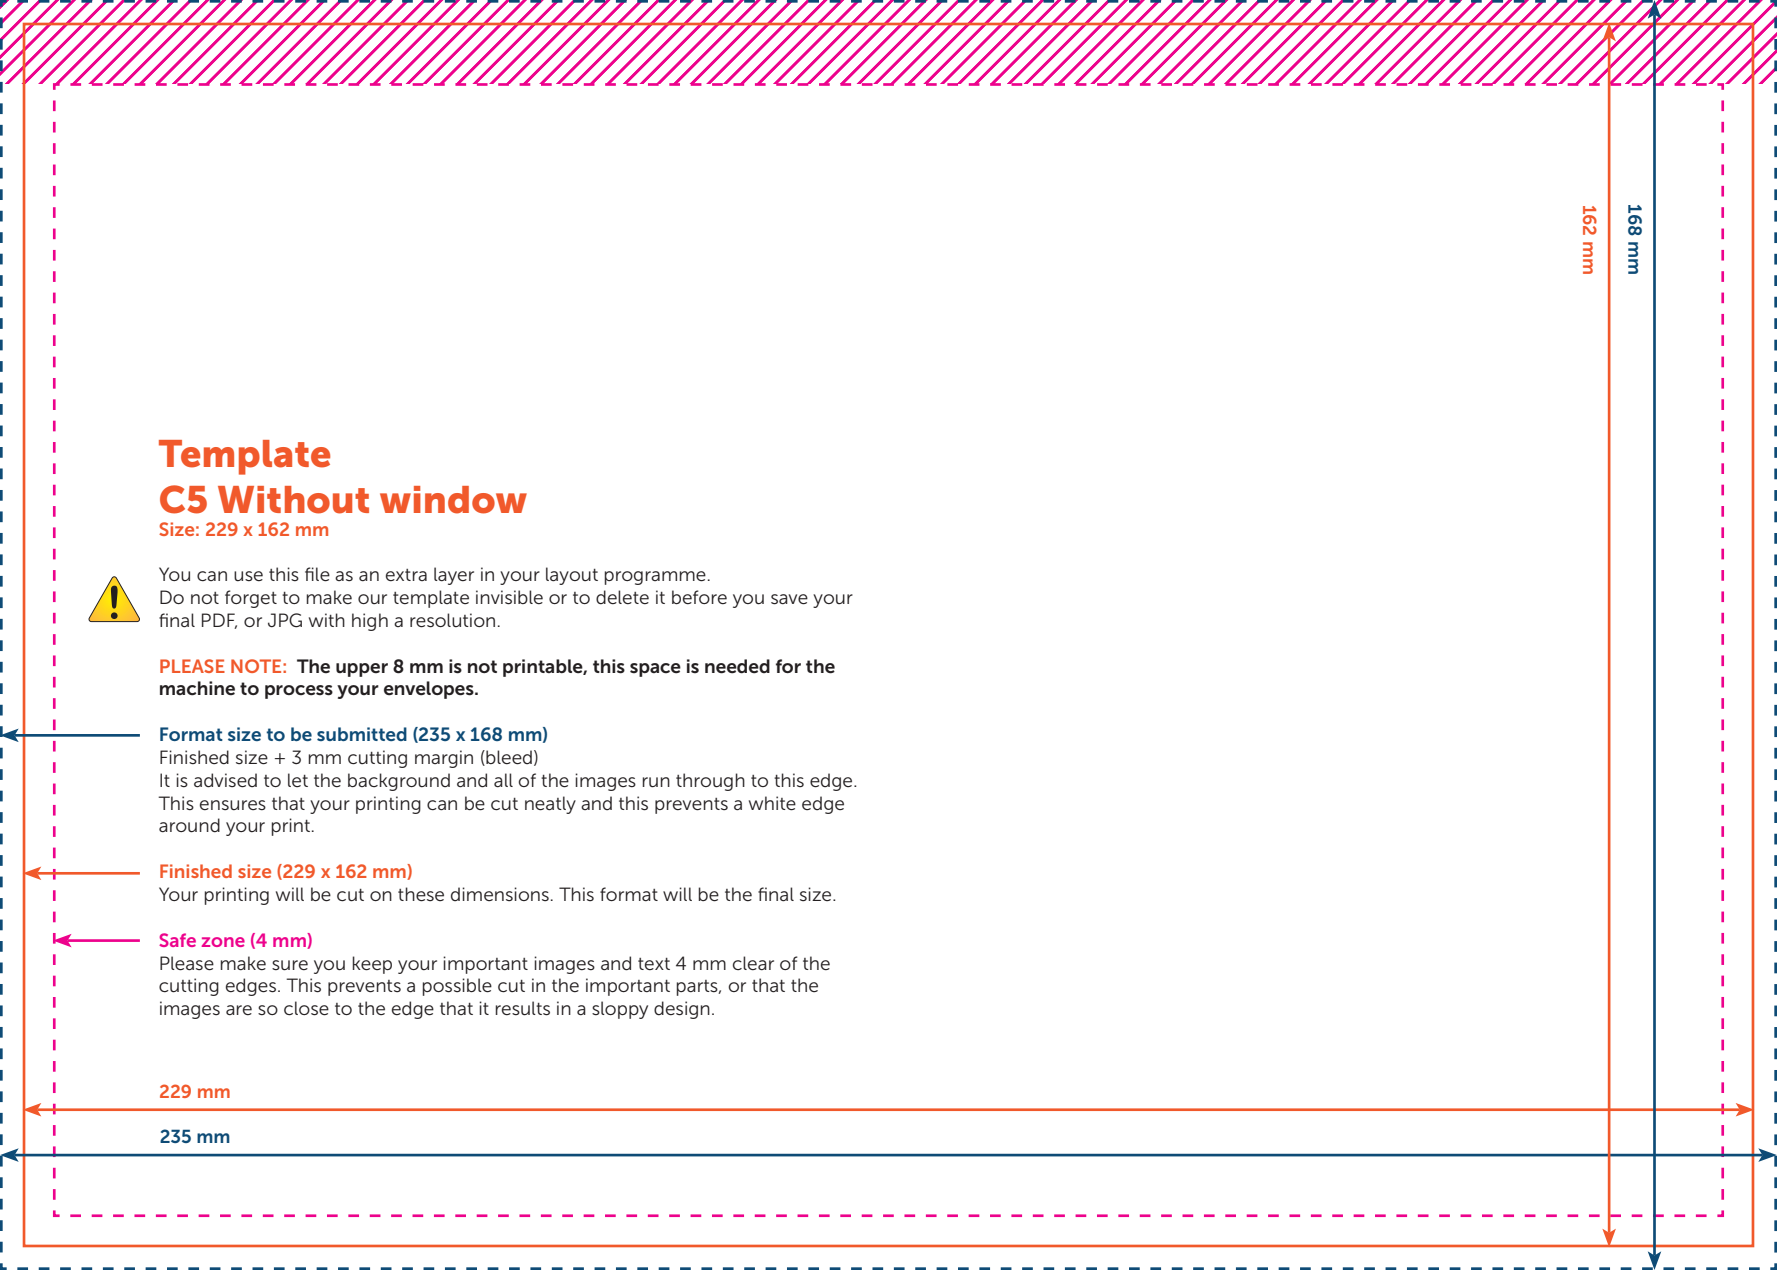 162 mm
168 mm
Template
C5 Without window
Size: 229 x 162 mm
You can use this file as an extra layer in your layout programme.
Do not forget to make our template invisible or to delete it before you save your
final PDF, or JPG with high a resolution.
PLEASE NOTE: The upper 8 mm is not printable, this space is needed for the
machine to process your envelopes.
Format size to be submitted (235 x 168 mm)
Finished size + 3 mm cutting margin (bleed)
It is advised to let the background and all of the images run through to this edge.
This ensures that your printing can be cut neatly and this prevents a white edge
around your print.
Finished size (229 x 162 mm)
Your printing will be cut on these dimensions. This format will be the final size.
Safe zone (4 mm)
Please make sure you keep your important images and text 4 mm clear of the
cutting edges. This prevents a possible cut in the important parts, or that the
images are so close to the edge that it results in a sloppy design.
229 mm
235 mm